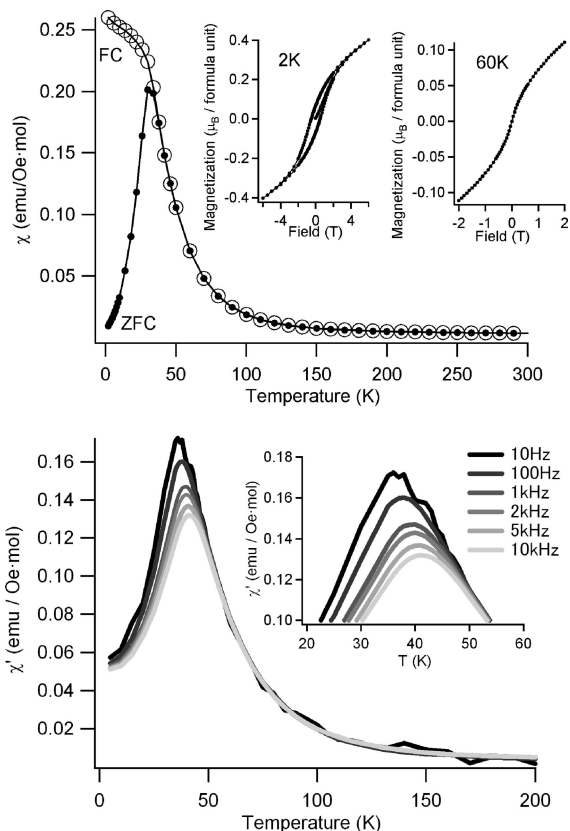 0.25
0.20
0.15
0.10
0.05
χ (emu/Oe·mol)
FC
ZFC
0
50
100
150
200
250
300
Temperature (K)
2K
0.4
0.2
0.0
-0.2
-0.4
Magnetization (μB / formula unit)
-4
0
4
Field (T)
60K
0.10
0.05
0.00
-0.05
-0.10
Magnetization (μB / formula unit)
-2
-1
0
1
2
Field (T)
0.16
0.14
0.12
0.10
0.08
0.06
0.04
0.02
χ' (emu / Oe·mol)
0
50
100
150
200
Temperature (K)
0.18
0.16
0.14
0.12
0.10
χ' (emu / Oe·mol)
20
30
40
50
60
T (K)
10Hz
100Hz
1kHz
2kHz
5kHz
10kHz